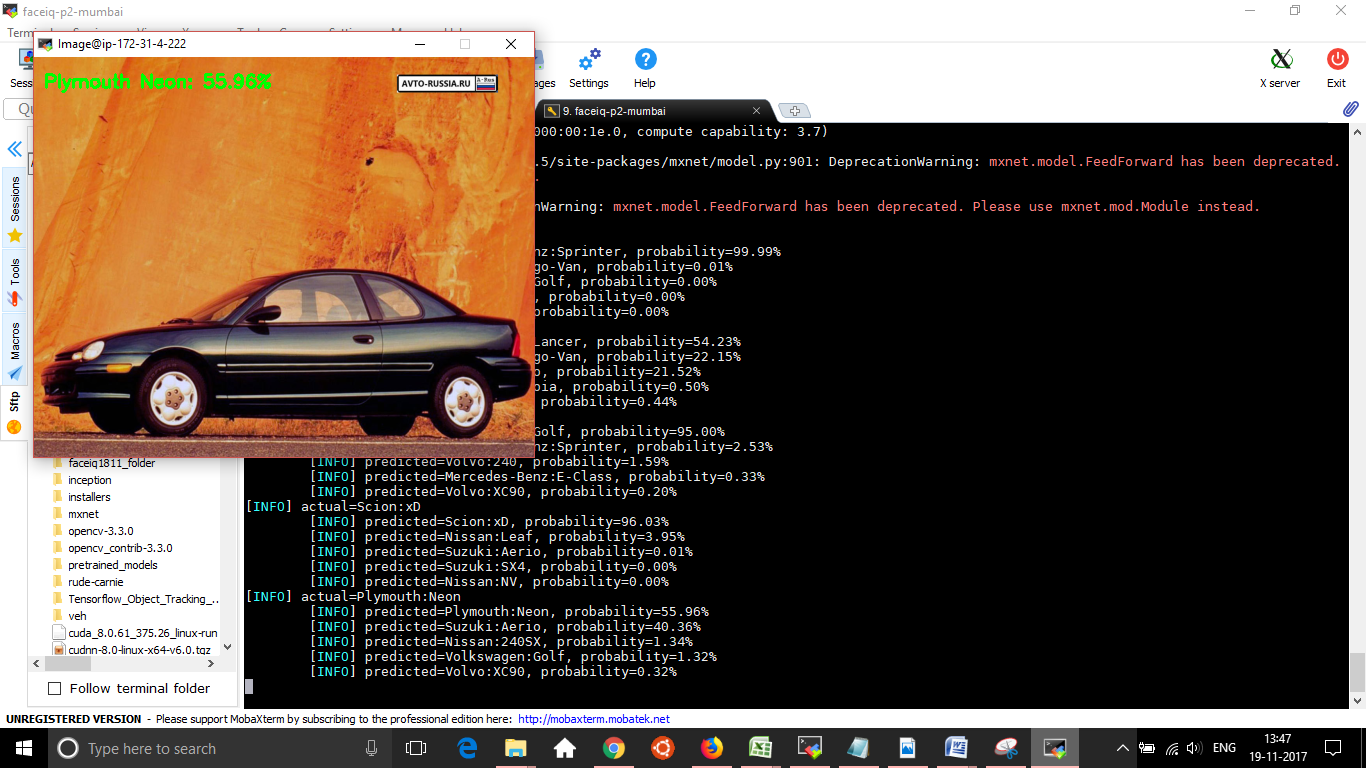 faceiq-p2-mumbai
Image@ip-172-31-4-222
Settings
Help
X server
Exit
Plymouth Neon: 55.96%
AVTO-RUSSIA.RU
9. faceiq-p2-mumbai
000:00:1e.0, compute capability: 3.7)
.5/site-packages/mxnet/model.py:901: DeprecationWarning: mxnet.model.FeedForward has been deprecated.
.
nWarning: mxnet.model.FeedForward has been deprecated. Please use mxnet.mod.Module instead.
nz:Sprinter, probability=99.99%
go-Van, probability=0.01%
Golf, probability=0.00%
, probability=0.00%
probability=0.00%
Lancer, probability=54.23%
go-Van, probability=22.15%
, probability=21.52%
bia, probability=0.50%
probability=0.44%
Golf, probability=95.00%
nz:Sprinter, probability=2.53%
[INFO] predicted=Volvo:240, probability=1.59%
[INFO] predicted=Mercedes-Benz:E-Class, probability=0.33%
[INFO] predicted=Volvo:XC90, probability=0.20%
[INFO] actual=Scion:xD
[INFO] predicted=Scion:xD, probability=96.03%
[INFO] predicted=Nissan:Leaf, probability=3.95%
[INFO] predicted=Suzuki:Aerio, probability=0.01%
[INFO] predicted=Suzuki:SX4, probability=0.00%
[INFO] predicted=Nissan:NV, probability=0.00%
[INFO] actual=Plymouth:Neon
[INFO] predicted=Plymouth:Neon, probability=55.96%
[INFO] predicted=Suzuki:Aerio, probability=40.36%
[INFO] predicted=Nissan:240SX, probability=1.34%
[INFO] predicted=Volkswagen:Golf, probability=1.32%
[INFO] predicted=Volvo:XC90, probability=0.32%
Sessions
Tools
Macros
Sftp
faceiq1811_folder
inception
installers
mxnet
opencv-3.3.0
opencv_contrib-3.3.0
pretrained_models
rude-carnie
Tensorflow_Object_Tracking_..
veh
cuda_8.0.61_375.26_linux-run
cudnn-8.0-linux-x64-v6.0.tgz
Follow terminal folder
UNREGISTERED VERSION - Please support MobaXterm by subscribing to the professional edition here: http://mobaxterm.mobatek.net
Type here to search
ENG
13:47
19-11-2017